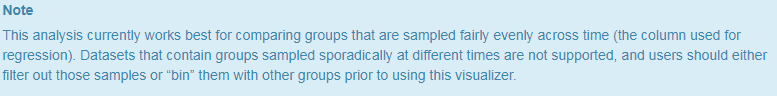 Note
This analysis currently works best for comparing groups that are sampled fairly evenly across time (the column used for
regression). Datasets that contain groups sampled sporadically at different times are not supported, and users should either
filter out those samples or “bin” them with other groups prior to using this visualizer.